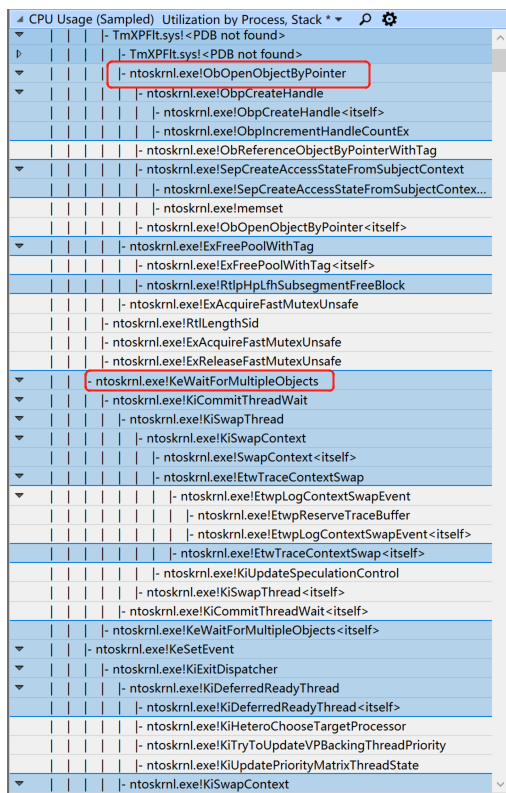 CPU Usage (Sampled) Utilization by Process, Stack *
|- TmXPFlt.sys!<PDB not found>
|- TmXPFlt.sys!<PDB not found>
|- ntoskrnl.exe!ObOpenObjectByPointer
|- ntoskrnl.exe!ObpCreateHandle
|- ntoskrnl.exe!ObpCreateHandle<itself>
|- ntoskrnl.exe!ObpIncrementHandleCountEx
|- ntoskrnl.exe!ObReferenceObjectByPointerWithTag
|- ntoskrnl.exe!SepCreateAccessStateFromSubjectContext
|- ntoskrnl.exe!SepCreateAccessStateFromSubjectContex...
|- ntoskrnl.exe!memset
|- ntoskrnl.exe!ObOpenObjectByPointer<itself>
|- ntoskrnl.exe!ExFreePoolWithTag
|- ntoskrnl.exe!ExFreePoolWithTag<itself>
|- ntoskrnl.exe!RtlpHpLfhSubsegmentFreeBlock
|- ntoskrnl.exe!ExAcquireFastMutexUnsafe
|- ntoskrnl.exe!RtlLengthSid
|- ntoskrnl.exe!ExAcquireFastMutexUnsafe
|- ntoskrnl.exe!ExReleaseFastMutexUnsafe
|- ntoskrnl.exe!KeWaitForMultipleObjects
|- ntoskrnl.exe!KiCommitThreadWait
|- ntoskrnl.exe!KiSwapThread
|- ntoskrnl.exe!KiSwapContext
|- ntoskrnl.exe!SwapContext<itself>
|- ntoskrnl.exe!EtwTraceContextSwap
|- ntoskrnl.exe!EtwpLogContextSwapEvent
|- ntoskrnl.exe!EtwpReserveTraceBuffer
|- ntoskrnl.exe!EtwpLogContextSwapEvent<itself>
|- ntoskrnl.exe!EtwTraceContextSwap<itself>
|- ntoskrnl.exe!KiUpdateSpeculationControl
|- ntoskrnl.exe!KiSwapThread<itself>
|- ntoskrnl.exe!KiCommitThreadWait<itself>
|- ntoskrnl.exe!KeWaitForMultipleObjects<itself>
|- ntoskrnl.exe!KeSetEvent
|- ntoskrnl.exe!KiExitDispatcher
|- ntoskrnl.exe!KiDeferredReadyThread
|- ntoskrnl.exe!KiDeferredReadyThread<itself>
|- ntoskrnl.exe!KiHeteroChooseTargetProcessor
|- ntoskrnl.exe!KiTryToUpdateVPBackingThreadPriority
|- ntoskrnl.exe!KiUpdatePriorityMatrixThreadState
|- ntoskrnl.exe!KiSwapContext